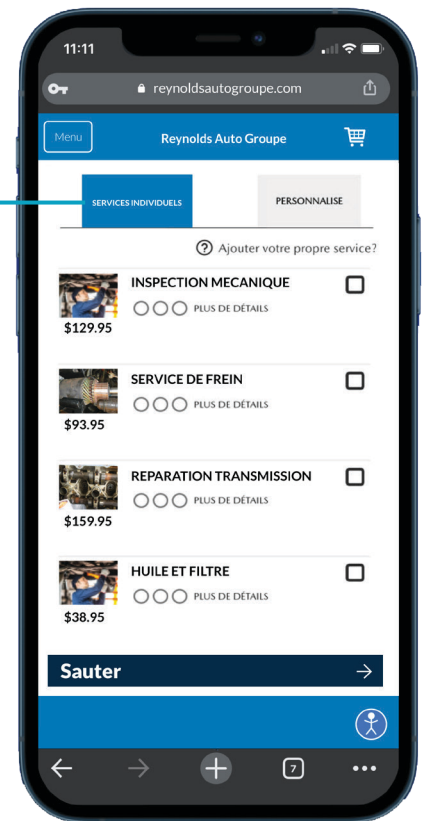 11:11
reynoldsautogroupe.com
Menu
Reynolds Auto Groupe
SERVICES INDIVIDUELS
PERSONNALISE
? Ajouter votre propre service?
INSPECTION MECANIQUE
PLUS DE DÉTAILS
$129.95
SERVICE DE FREIN
PLUS DE DÉTAILS
$93.95
REPARATION TRANSMISSION
PLUS DE DÉTAILS
$159.95
HUILE ET FILTRE
PLUS DE DÉTAILS
$38.95
Sauter
7